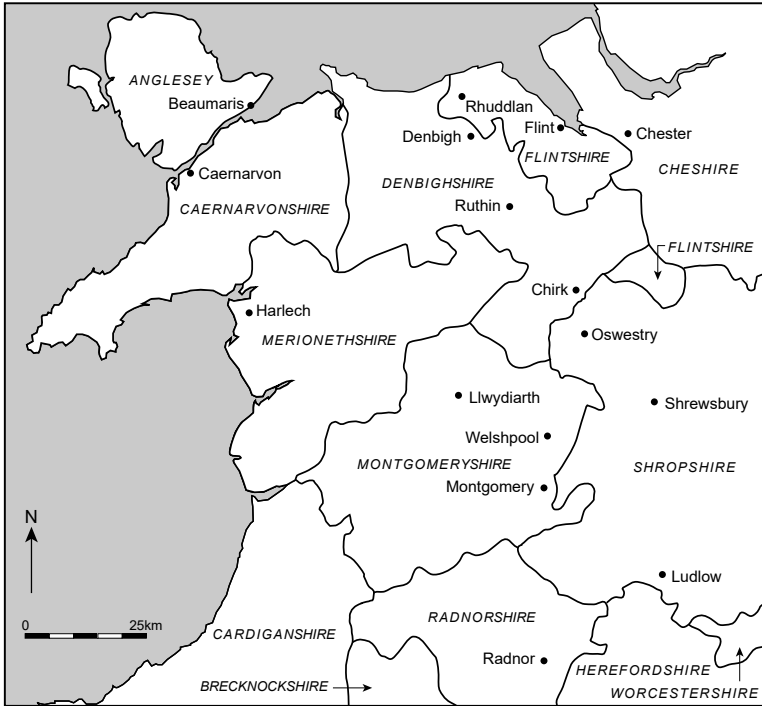 ANGLESEY
Beaumaris
Rhuddlan
Denbigh
Flint
Chester
FLINTSHIRE
CHESHIRE
Caernarvon
DENBIGHSHIRE
CAERNARVONSHIRE
Ruthin
FLINTSHIRE
Chirk
Harlech
Oswestry
MERIONETHSHIRE
Llwydiarth
Shrewsbury
Welshpool
MONTGOMERYSHIRE
SHROPSHIRE
Montgomery
N
Ludlow
0 25km
RADNORSHIRE
CARDIGANSHIRE
Radnor
HEREFORDSHIRE
BRECKNOCKSHIRE
WORCESTERSHIRE